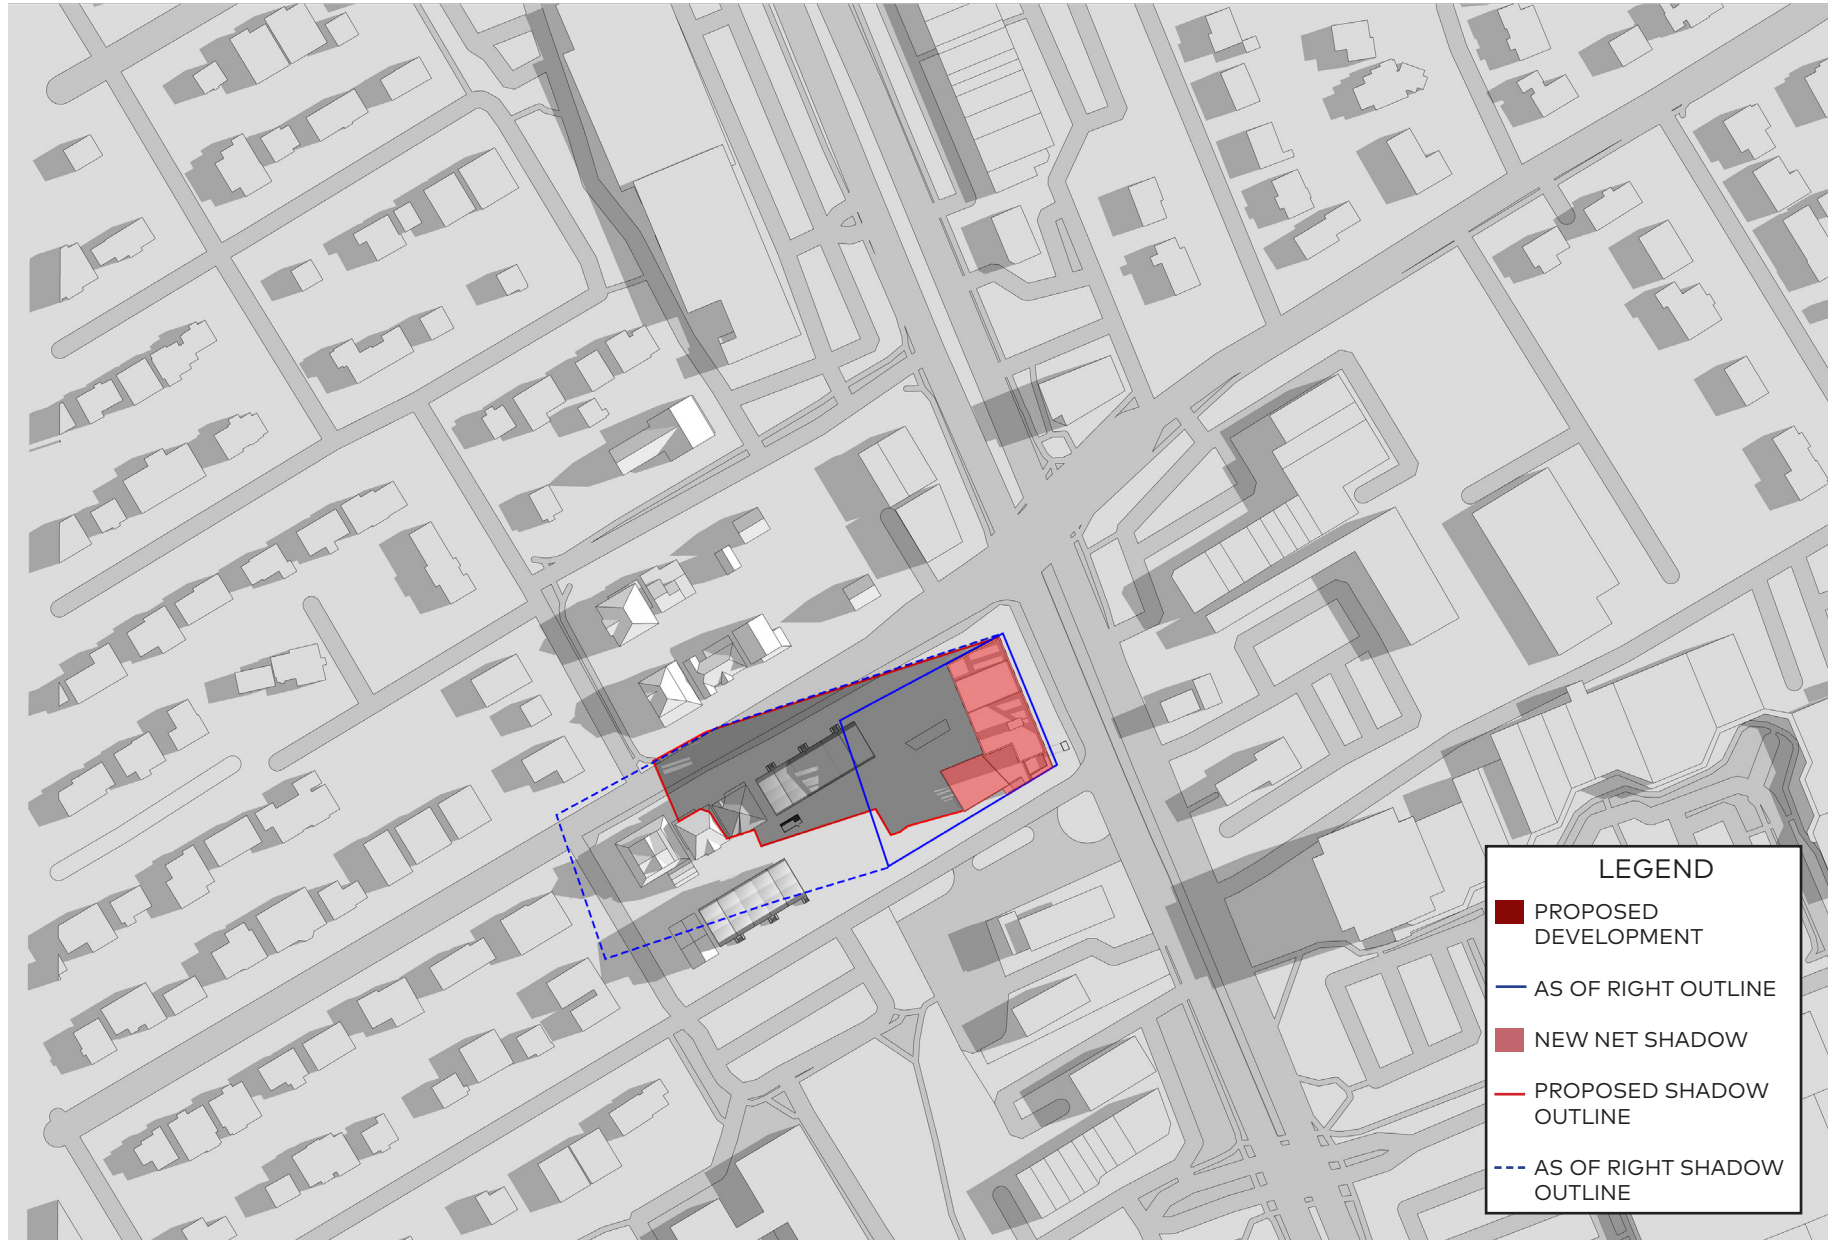 LEGEND
PROPOSED
DEVELOPMENT
AS OF RIGHT OUTLINE
NEW NET SHADOW
PROPOSED SHADOW
OUTLINE
AS OF RIGHT SHADOW
OUTLINE